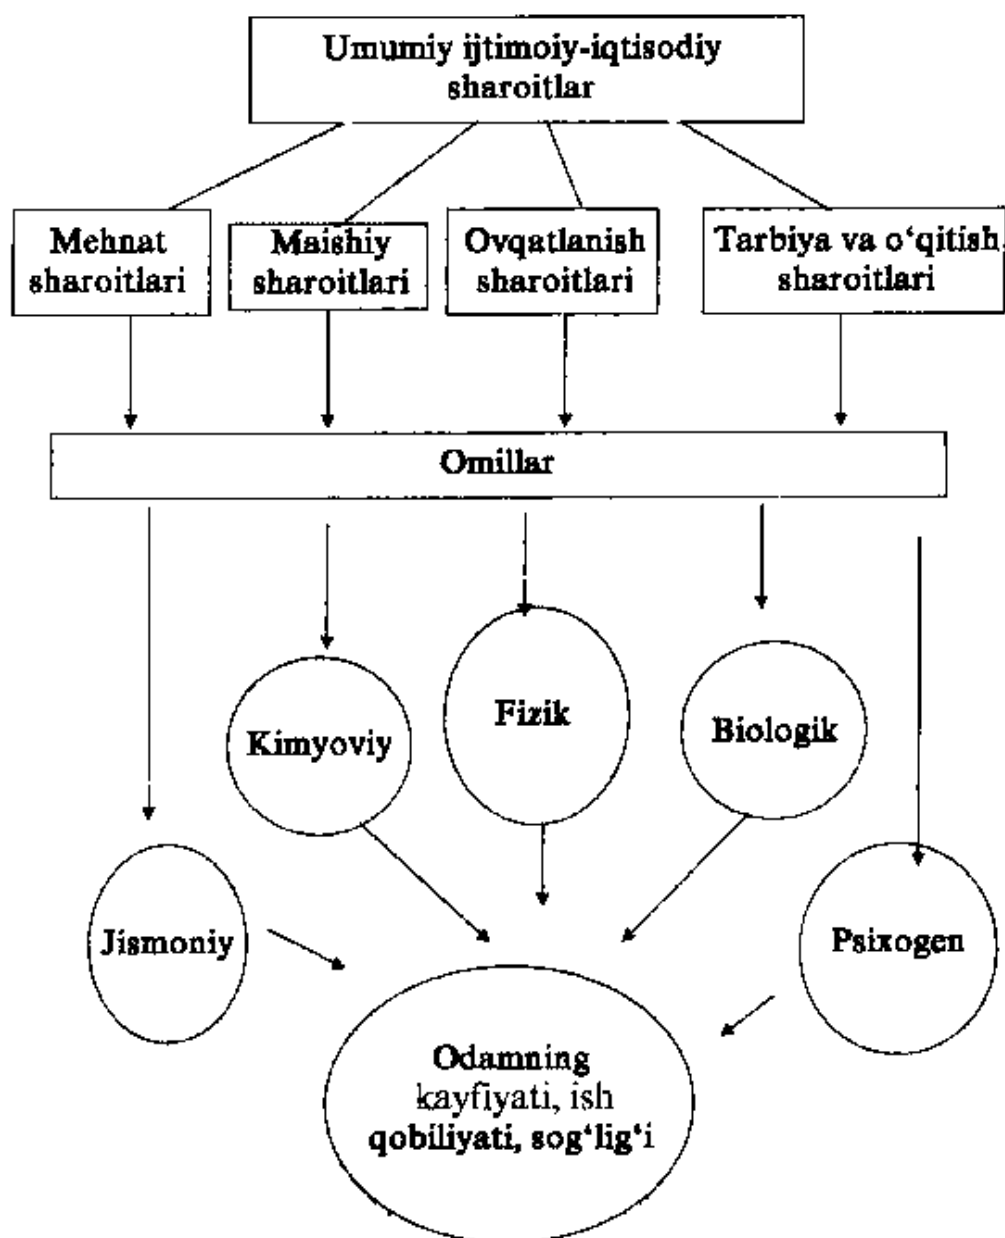 Umumiy ijtimoiy-iqtisodiy
sharoitlar
Mehnat
sharoitlari
Maishiy
sharoitlari
Ovqatlanish
sharoitlari
Tarbiya va o‘qitish
sharoitlari
Omillar
Kimyoviy
Fizik
Biologik
Jismoniy
Psixogen
Odamning
kayfiyati, ish
qobiliyati, sog‘lig‘i